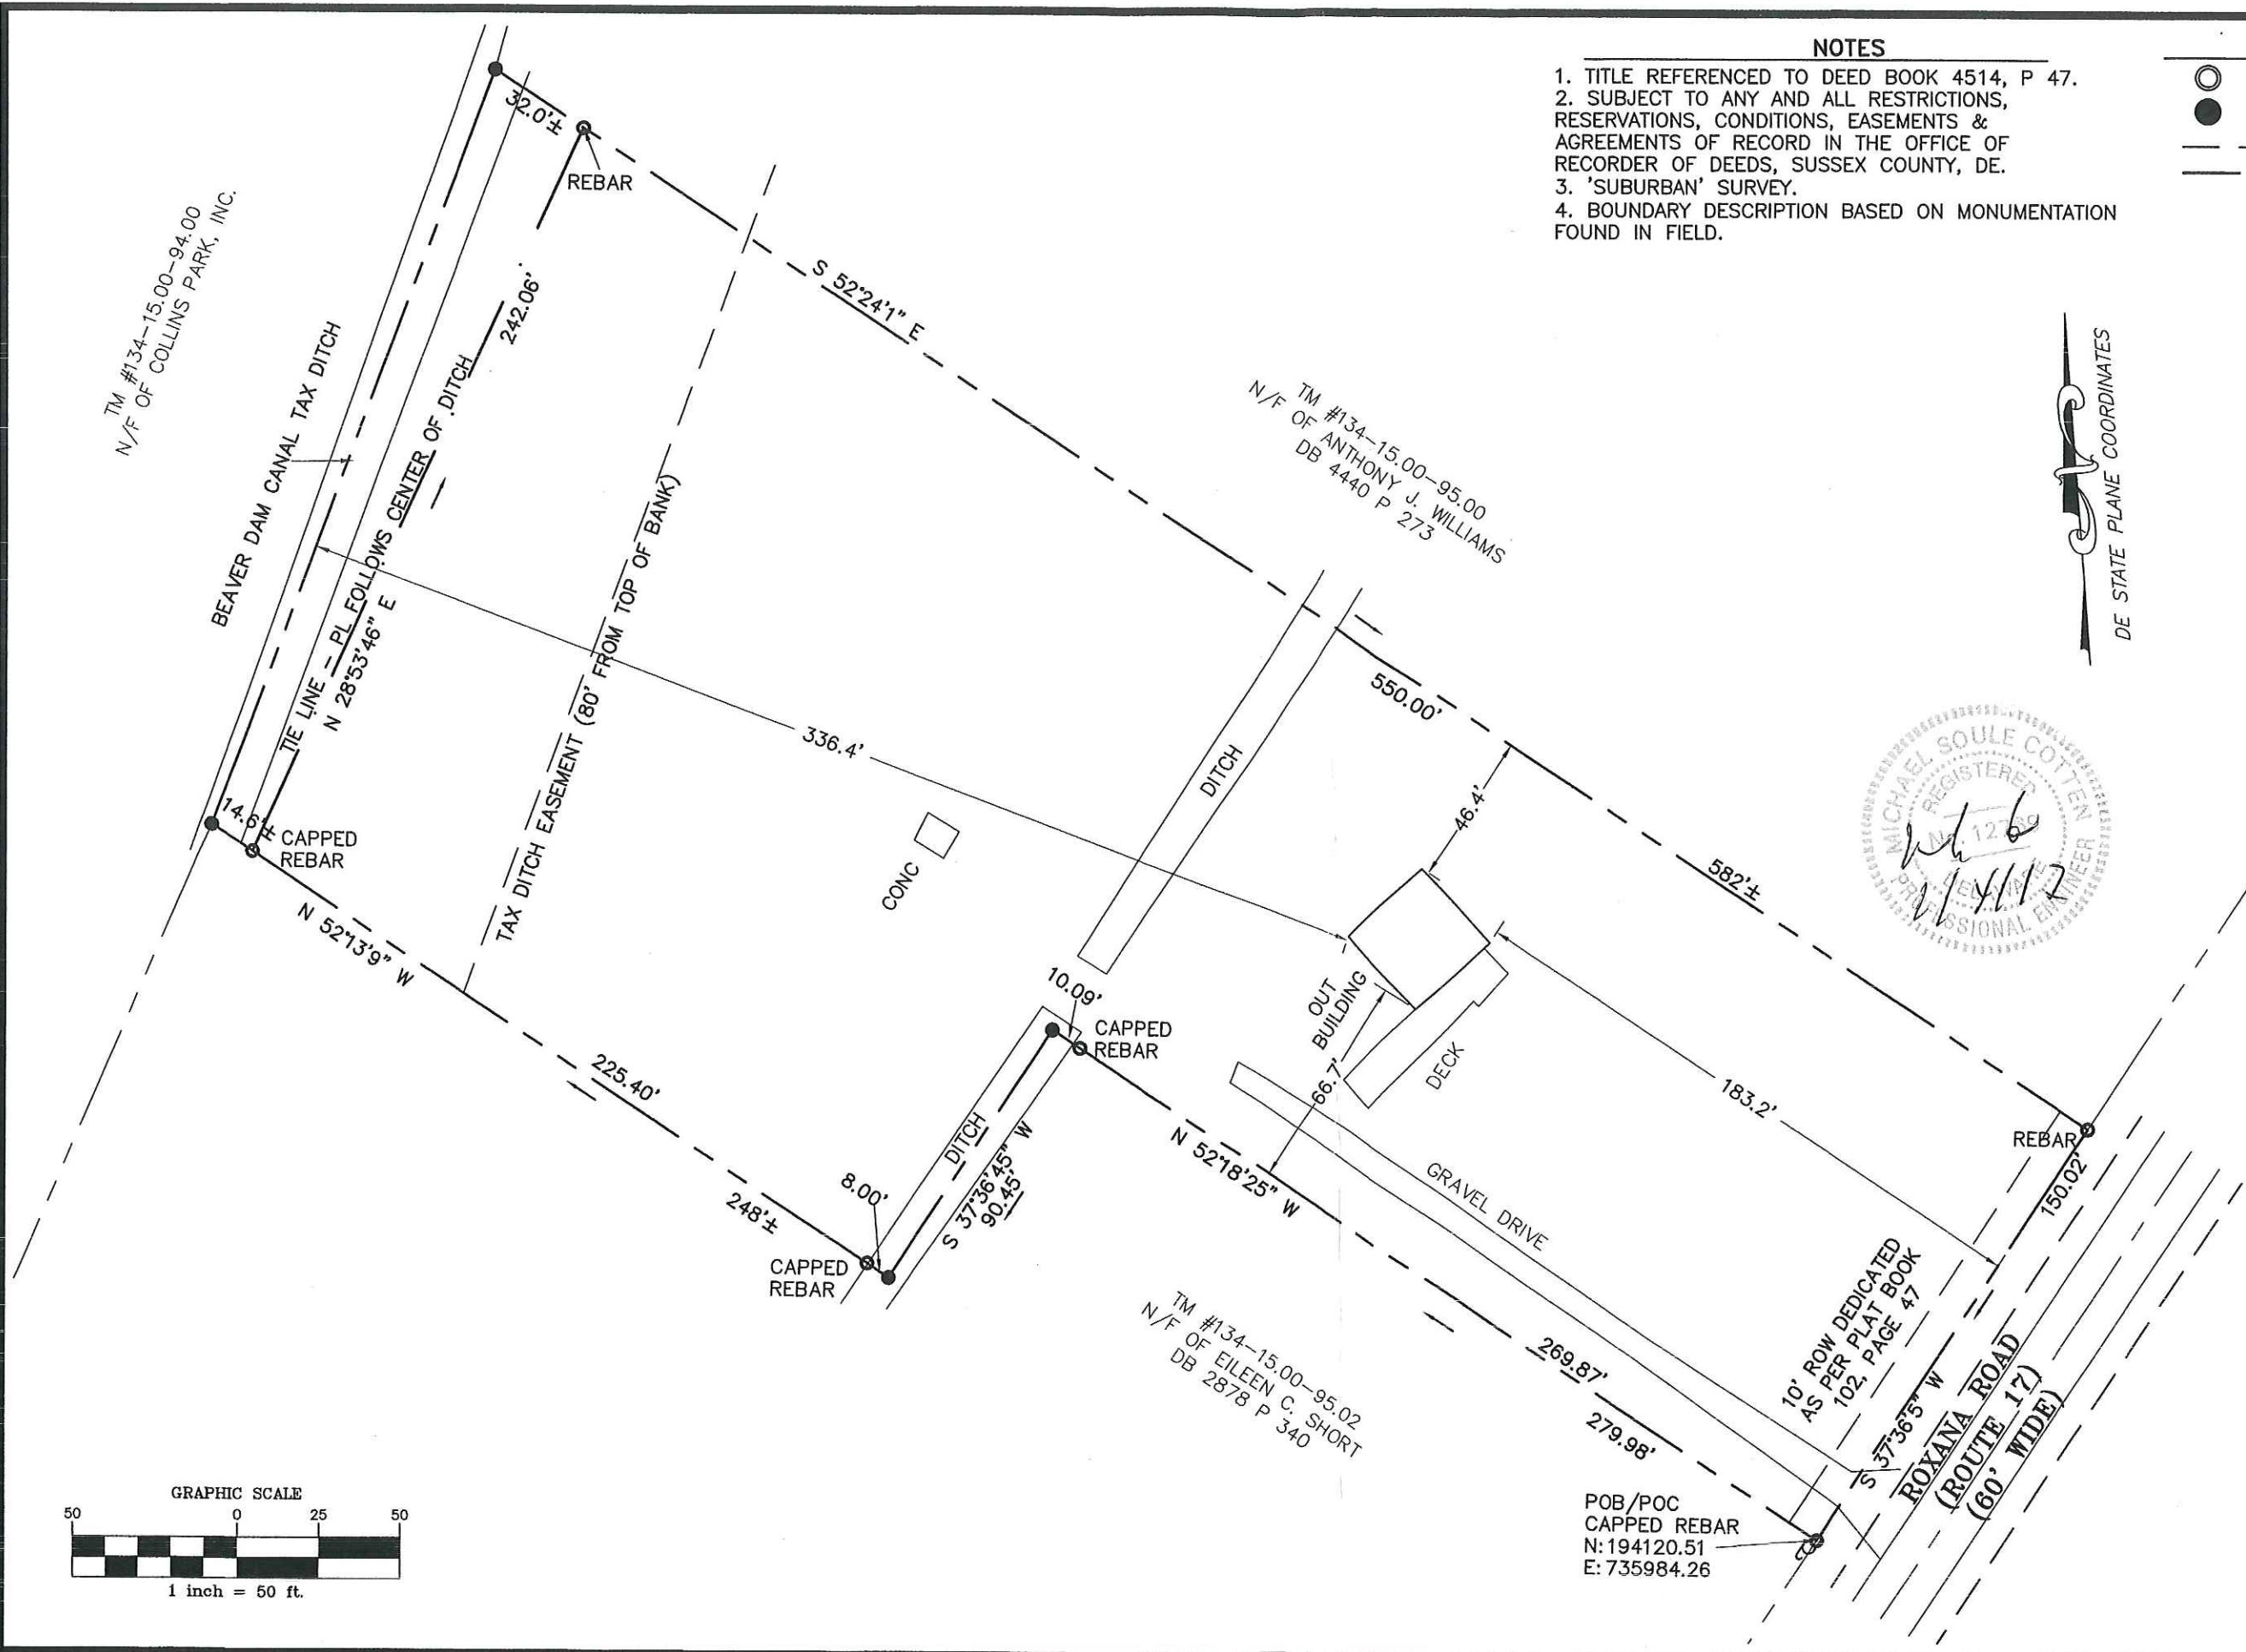 NOTES
1. TITLE REFERENCED TO DEED BOOK 4514, P 47.
2. SUBJECT TO ANY AND ALL RESTRICTIONS,
RESERVATIONS, CONDITIONS, EASEMENTS &
AGREEMENTS OF RECORD IN THE OFFICE OF
RECORDER OF DEEDS, SUSSEX COUNTY, DE.
3. 'SUBURBAN' SURVEY.
4. BOUNDARY DESCRIPTION BASED ON MONUMENTATION
FOUND IN FIELD.
32.0'±
REBAR
TM #134-15.00-94.00
N/F OF COLLINS PARK, INC.
BEAVER DAM CANAL TAX DITCH
TIE LINE - PL FOLLOWS CENTER OF DITCH
N 28°53'46" E
242.06'
TAX DITCH EASEMENT (80' FROM TOP OF BANK)
S 52°24'1" E
TM #134-15.00-95.00
N/F OF ANTHONY J. WILLIAMS
DB 4440 P 273
DE STATE PLANE COORDINATES
550.00'
582'±
336.4'
DITCH
46.4'
MICHAEL SOULE COTTEN
REGISTERED
No. 12769
DELAWARE
PROFESSIONAL ENGINEER
14.6'±
CAPPED
REBAR
CONC
N 52°13'9" W
225.40'
248'±
10.09'
CAPPED
REBAR
OUT
BUILDING
DECK
66.7'
183.2'
REBAR
150.02'
DITCH
S 37°36'45" W
90.45'
8.00'
CAPPED
REBAR
N 52°18'25" W
GRAVEL DRIVE
TM #134-15.00-95.02
N/F OF EILEEN C. SHORT
DB 2878 P 340
269.87'
279.98'
10' ROW DEDICATED
AS PER PLAT BOOK
102, PAGE 47
S 37°36'5" W
ROXANA ROAD
(ROUTE 17)
(60' WIDE)
POB/POC
CAPPED REBAR
N:194120.51
E:735984.26
GRAPHIC SCALE
50 0 25 50
1 inch = 50 ft.